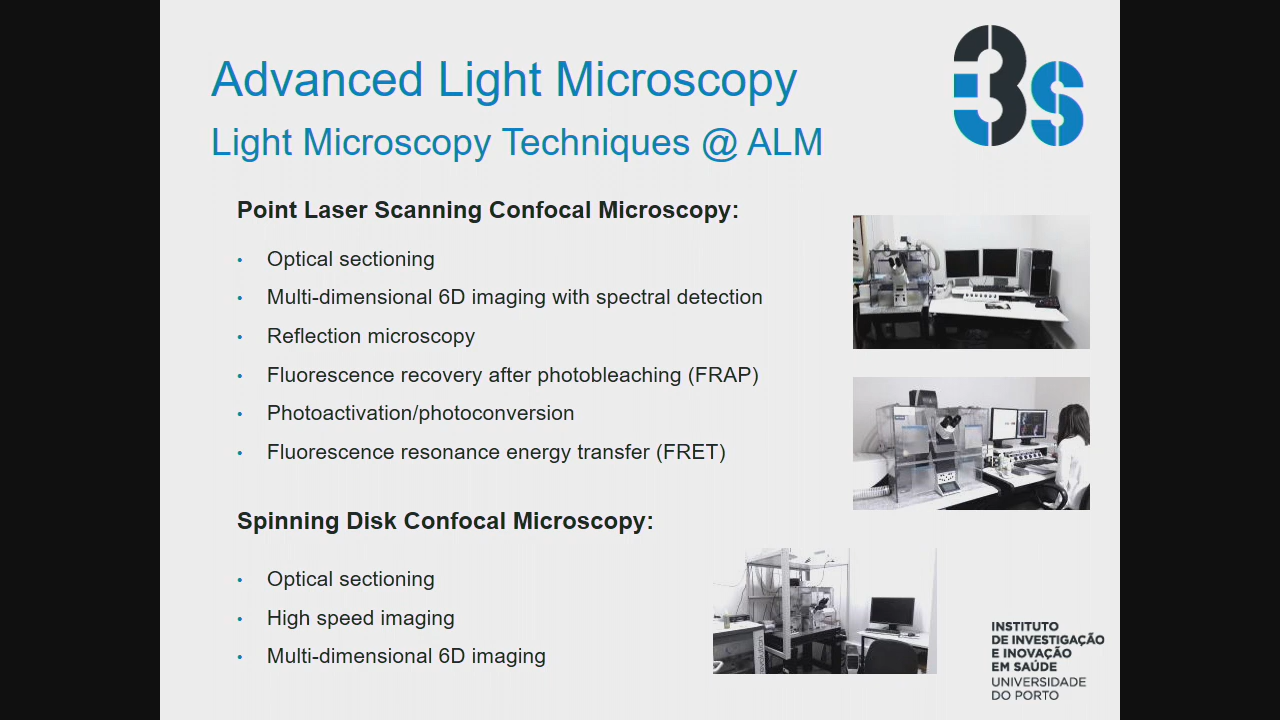 Advanced Light Microscopy
Light Microscopy Techniques @ ALM
i3s
Point Laser Scanning Confocal Microscopy:
• Optical sectioning
• Multi-dimensional 6D imaging with spectral detection
• Reflection microscopy
• Fluorescence recovery after photobleaching (FRAP)
• Photoactivation/photoconversion
• Fluorescence resonance energy transfer (FRET)
Spinning Disk Confocal Microscopy:
• Optical sectioning
• High speed imaging
• Multi-dimensional 6D imaging
INSTITUTO
DE INVESTIGAÇÃO
E INOVAÇÃO
EM SAÚDE
UNIVERSIDADE
DO PORTO